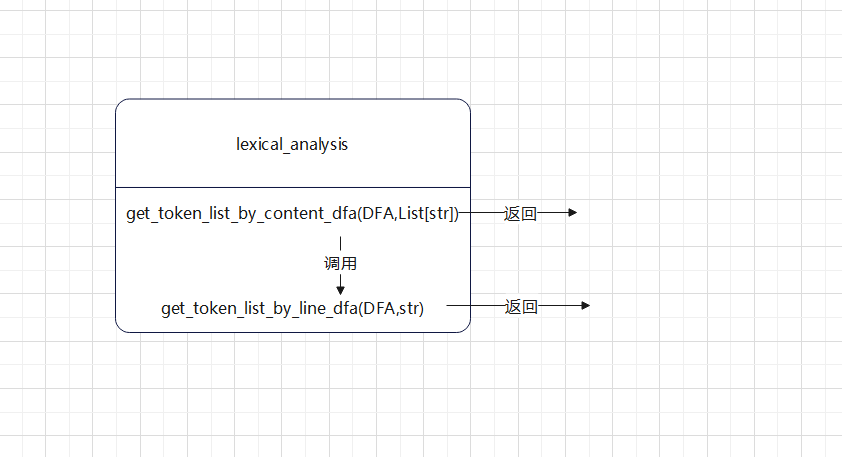 lexical_analysis
get_token_list_by_content_dfa(DFA,List[str]) 返回
调用
get_token_list_by_line_dfa(DFA,str) 返回